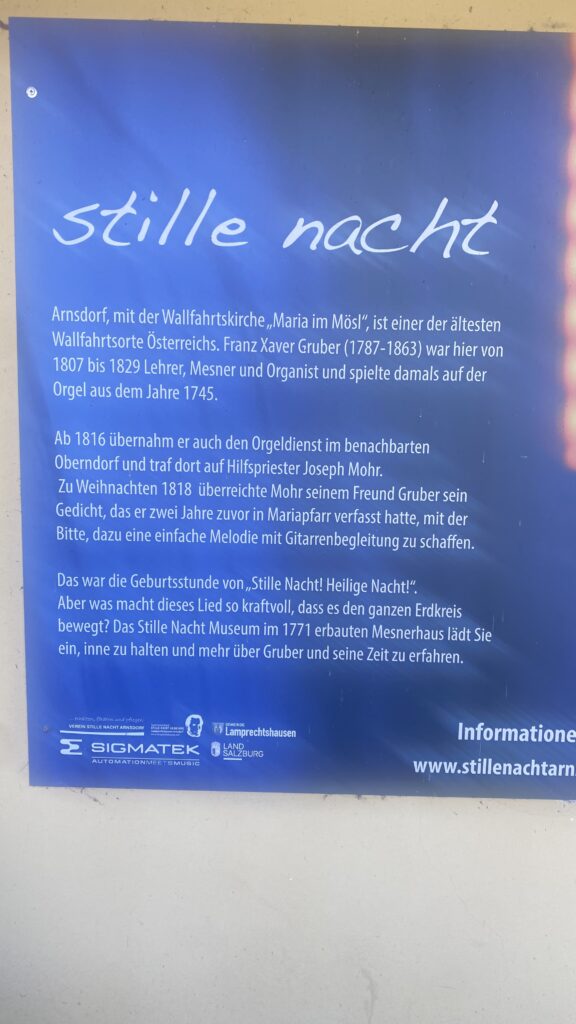 stille nacht
Arnsdorf, mit der Wallfahrtskirche „Maria im Mösl“, ist einer der ältesten
Wallfahrtsorte Österreichs. Franz Xaver Gruber (1787-1863) war hier von
1807 bis 1829 Lehrer, Mesner und Organist und spielte damals auf der
Orgel aus dem Jahre 1745.
Ab 1816 übernahm er auch den Orgeldienst im benachbarten
Oberndorf und traf dort auf Hilfspriester Joseph Mohr.
Zu Weihnachten 1818 überreichte Mohr seinem Freund Gruber sein
Gedicht, das er zwei Jahre zuvor in Mariapfarr verfasst hatte, mit der
Bitte, dazu eine einfache Melodie mit Gitarrenbegleitung zu schaffen.
Das war die Geburtsstunde von „Stille Nacht! Heilige Nacht!“.
Aber was macht dieses Lied so kraftvoll, dass es den ganzen Erdkreis
bewegt? Das Stille Nacht Museum im 1771 erbauten Mesnerhaus lädt Sie
ein, inne zu halten und mehr über Gruber und seine Zeit zu erfahren.
VEREIN STILLE NACHT ARNSDORF
GEMEINDE
Lamprechtshausen
SIGMATEK
AUTOMATIONMEETSMUSIC
LAND
SALZBURG
Informatione
www.stillenachtarn